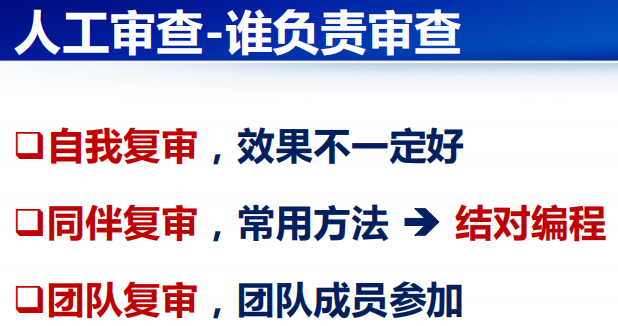 人工审查-谁负责审查
❑自我复审，效果不一定好
❑同伴复审，常用方法 ➔ 结对编程
❑团队复审，团队成员参加